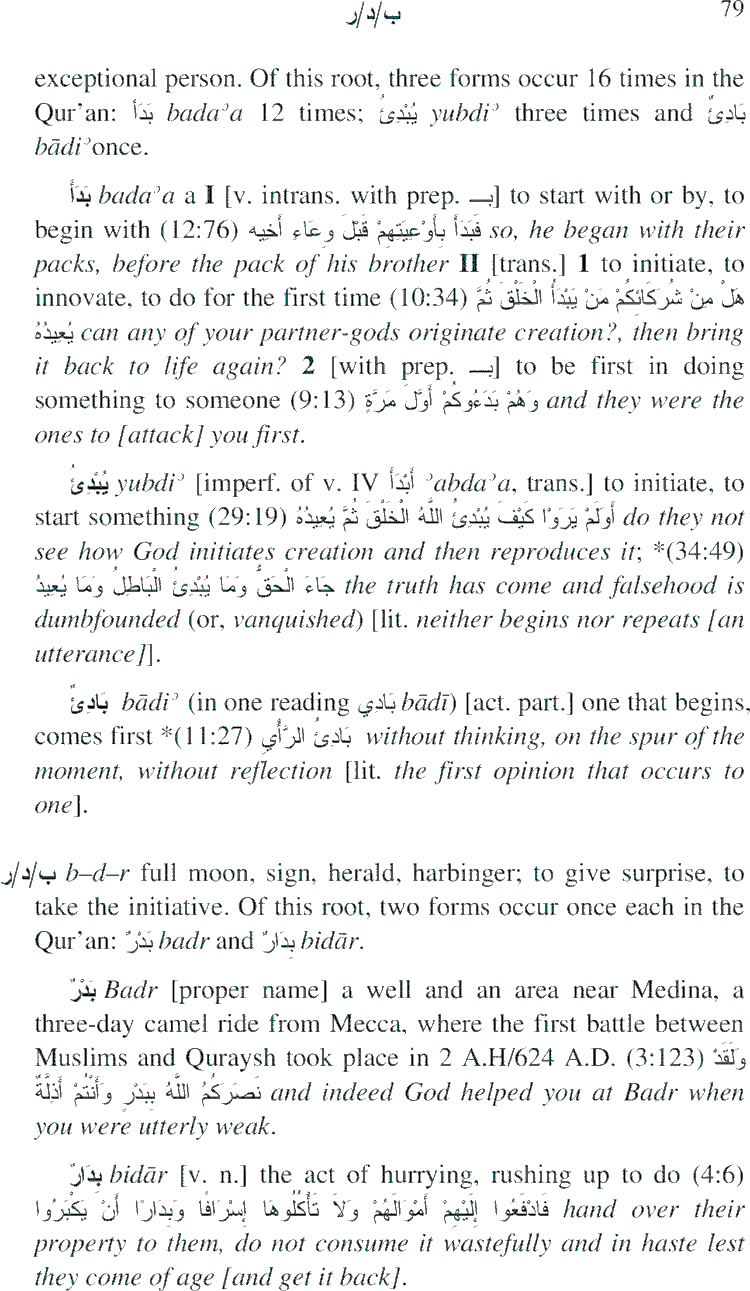 ب/د/ر 79
exceptional person. Of this root, three forms occur 16 times in the
Qur'an: بَدَأَ badaʾa 12 times; يُبْدِئُ yubdiʾ three times and بَادِئٌ
bādiʾonce.
بَدَأَ badaʾa a I [v. intrans. with prep. بـ] to start with or by, to
begin with (12:76) فَبَدَأَ بِأَوْعِيَتِهِمْ قَبْلَ وِعَاءِ أَخِيهِ so, he began with their
packs, before the pack of his brother II [trans.] 1 to initiate, to
innovate, to do for the first time (10:34) هَلْ مِنْ شُرَكَائِكُمْ مَنْ يَبْدَأُ الْخَلْقَ ثُمَّ
يُعِيدُهُ can any of your partner-gods originate creation?, then bring
it back to life again? 2 [with prep. بـ] to be first in doing
something to someone (9:13) وَهُمْ بَدَءُوكُمْ أَوَّلَ مَرَّةٍ and they were the
ones to [attack] you first.
يُبْدِئُ yubdiʾ [imperf. of v. IV أَبْدَأَ ʾabdaʾa, trans.] to initiate, to
start something (29:19) أَوَلَمْ يَرَوْا كَيْفَ يُبْدِئُ اللَّهُ الْخَلْقَ ثُمَّ يُعِيدُهُ do they not
see how God initiates creation and then reproduces it; *(34:49)
جَاءَ الْحَقُّ وَمَا يُبْدِئُ الْبَاطِلُ وَمَا يُعِيدُ the truth has come and falsehood is
dumbfounded (or, vanquished) [lit. neither begins nor repeats [an
utterance]].
بَادِئٌ bādiʾ (in one reading بَادِي bādī) [act. part.] one that begins,
comes first *(11:27) بَادِئَ الرَّأْيِ without thinking, on the spur of the
moment, without reflection [lit. the first opinion that occurs to
one].
ب/د/ر b–d–r full moon, sign, herald, harbinger; to give surprise, to
take the initiative. Of this root, two forms occur once each in the
Qur'an: بَدْرٌ badr and بِدَارٌ bidār.
بَدْرٌ Badr [proper name] a well and an area near Medina, a
three-day camel ride from Mecca, where the first battle between
Muslims and Quraysh took place in 2 A.H/624 A.D. (3:123) وَلَقَدْ
نَصَرَكُمُ اللَّهُ بِبَدْرٍ وَأَنْتُمْ أَذِلَّةٌ and indeed God helped you at Badr when
you were utterly weak.
بِدَارٌ bidār [v. n.] the act of hurrying, rushing up to do (4:6)
فَادْفَعُوا إِلَيْهِمْ أَمْوَالَهُمْ وَلاَ تَأْكُلُوهَا إِسْرَافًا وَبِدَارًا أَنْ يَكْبَرُوا hand over their
property to them, do not consume it wastefully and in haste lest
they come of age [and get it back].